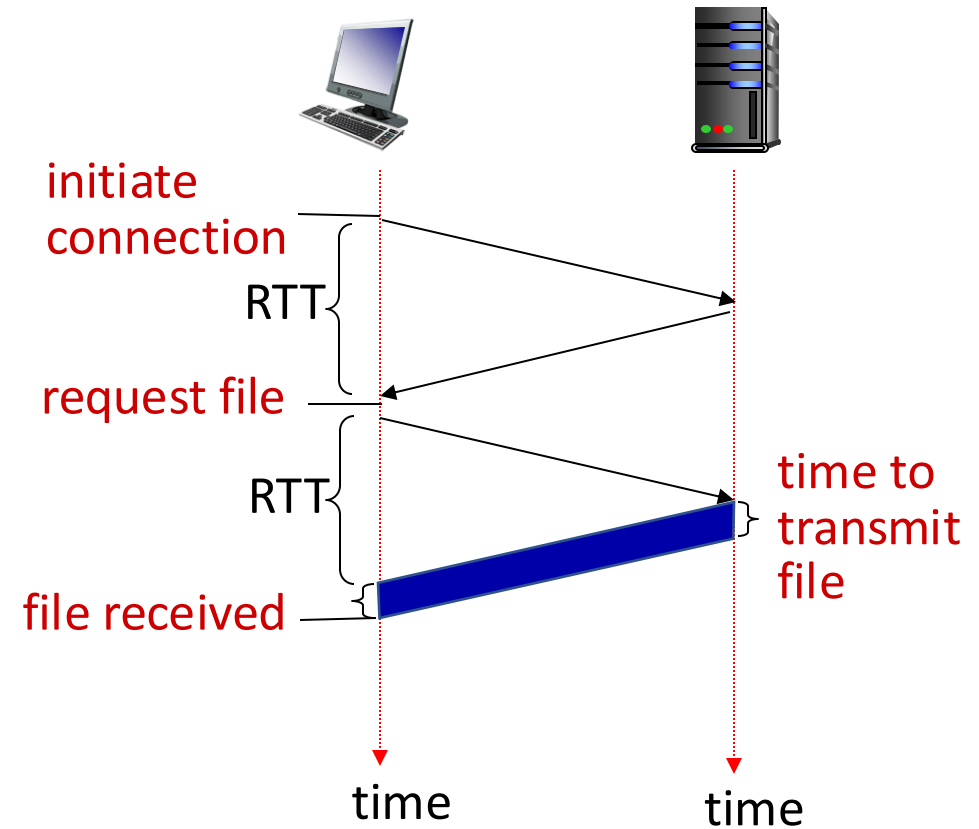 initiate
connection
RTT
request file
RTT
time to
transmit
file
file received
time
time